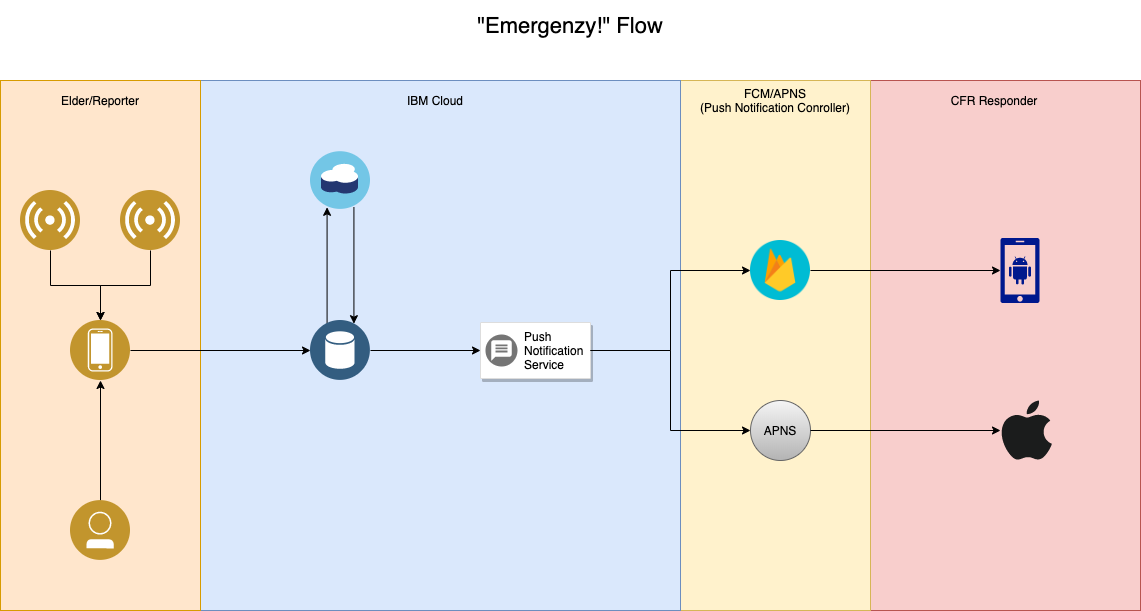 "Emergenzy!" Flow
Elder/Reporter
IBM Cloud
FCM/APNS
(Push Notification Conroller)
CFR Responder
Push
Notification
Service
APNS